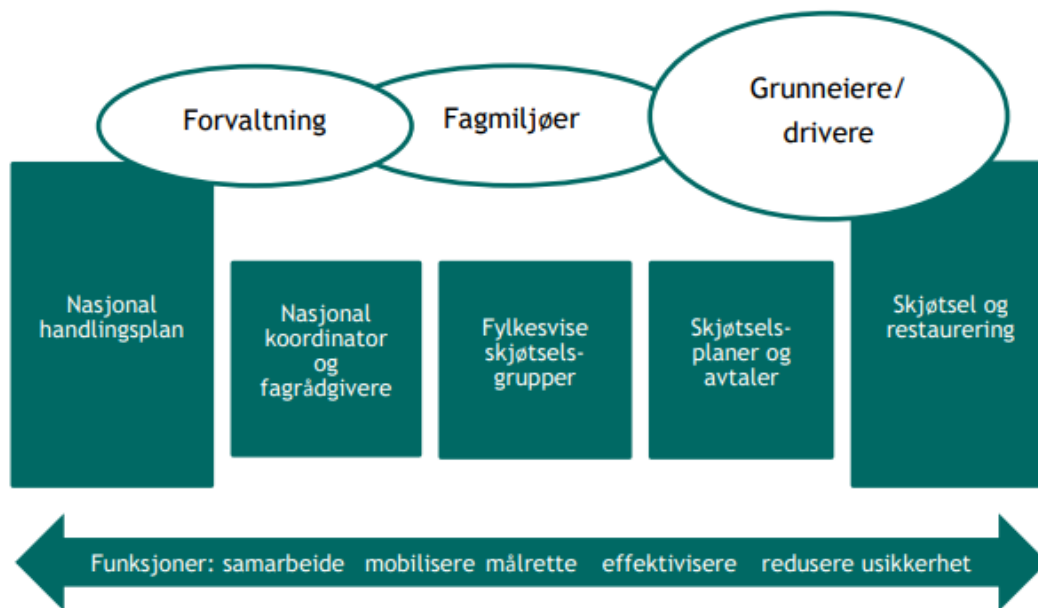 Forvaltning
Fagmiljøer
Grunneiere/
drivere
Nasjonal
handlingsplan
Nasjonal
koordinator
og
fagrådgivere
Fylkesvise
skjøtsels-
grupper
Skjøtsels-
planer og
avtaler
Skjøtsel og
restaurering
Funksjoner: samarbeide mobilisere målrette effektivisere redusere usikkerhet